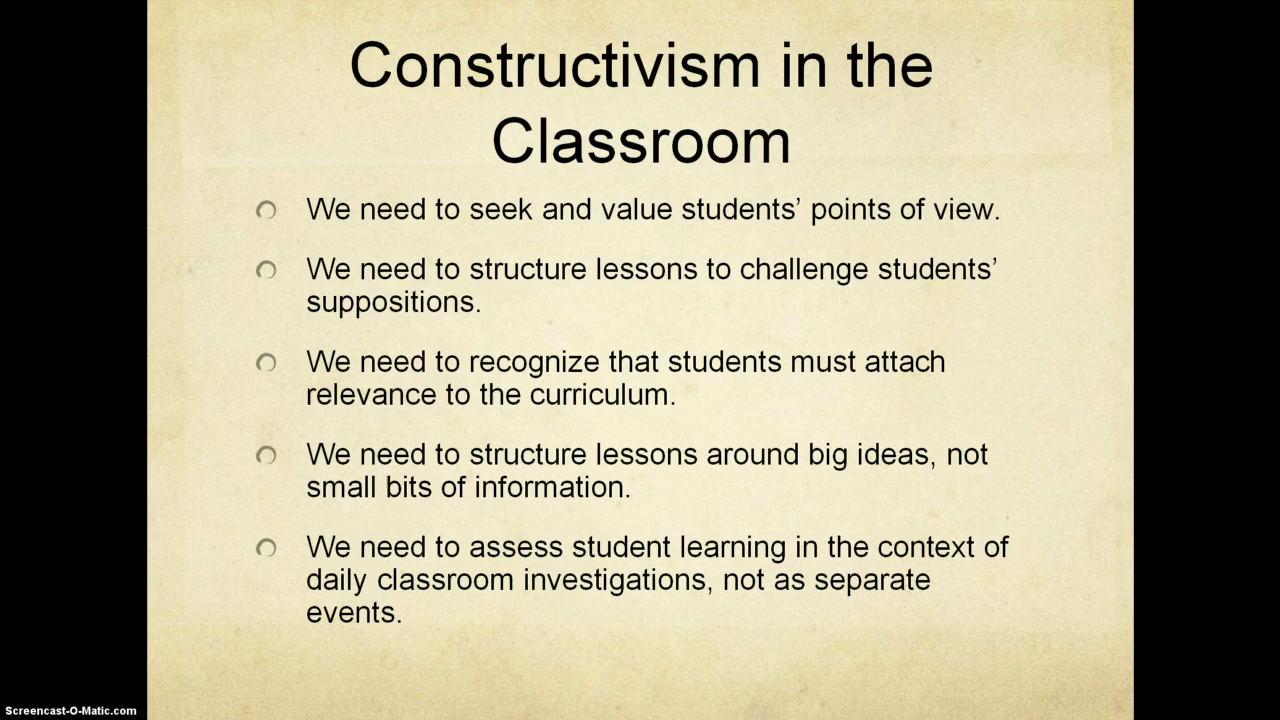 Constructivism in the
Classroom
We need to seek and value students’ points of view.
We need to structure lessons to challenge students’
suppositions.
We need to recognize that students must attach
relevance to the curriculum.
We need to structure lessons around big ideas, not
small bits of information.
We need to assess student learning in the context of
daily classroom investigations, not as separate
events.
Screencast-O-Matic.com